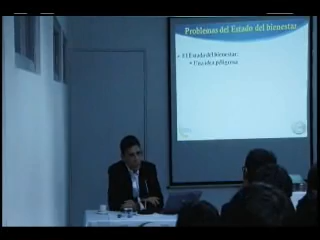 Problemas del Estado del bienestar
El Estado del bienestar:
Una idea peligrosa